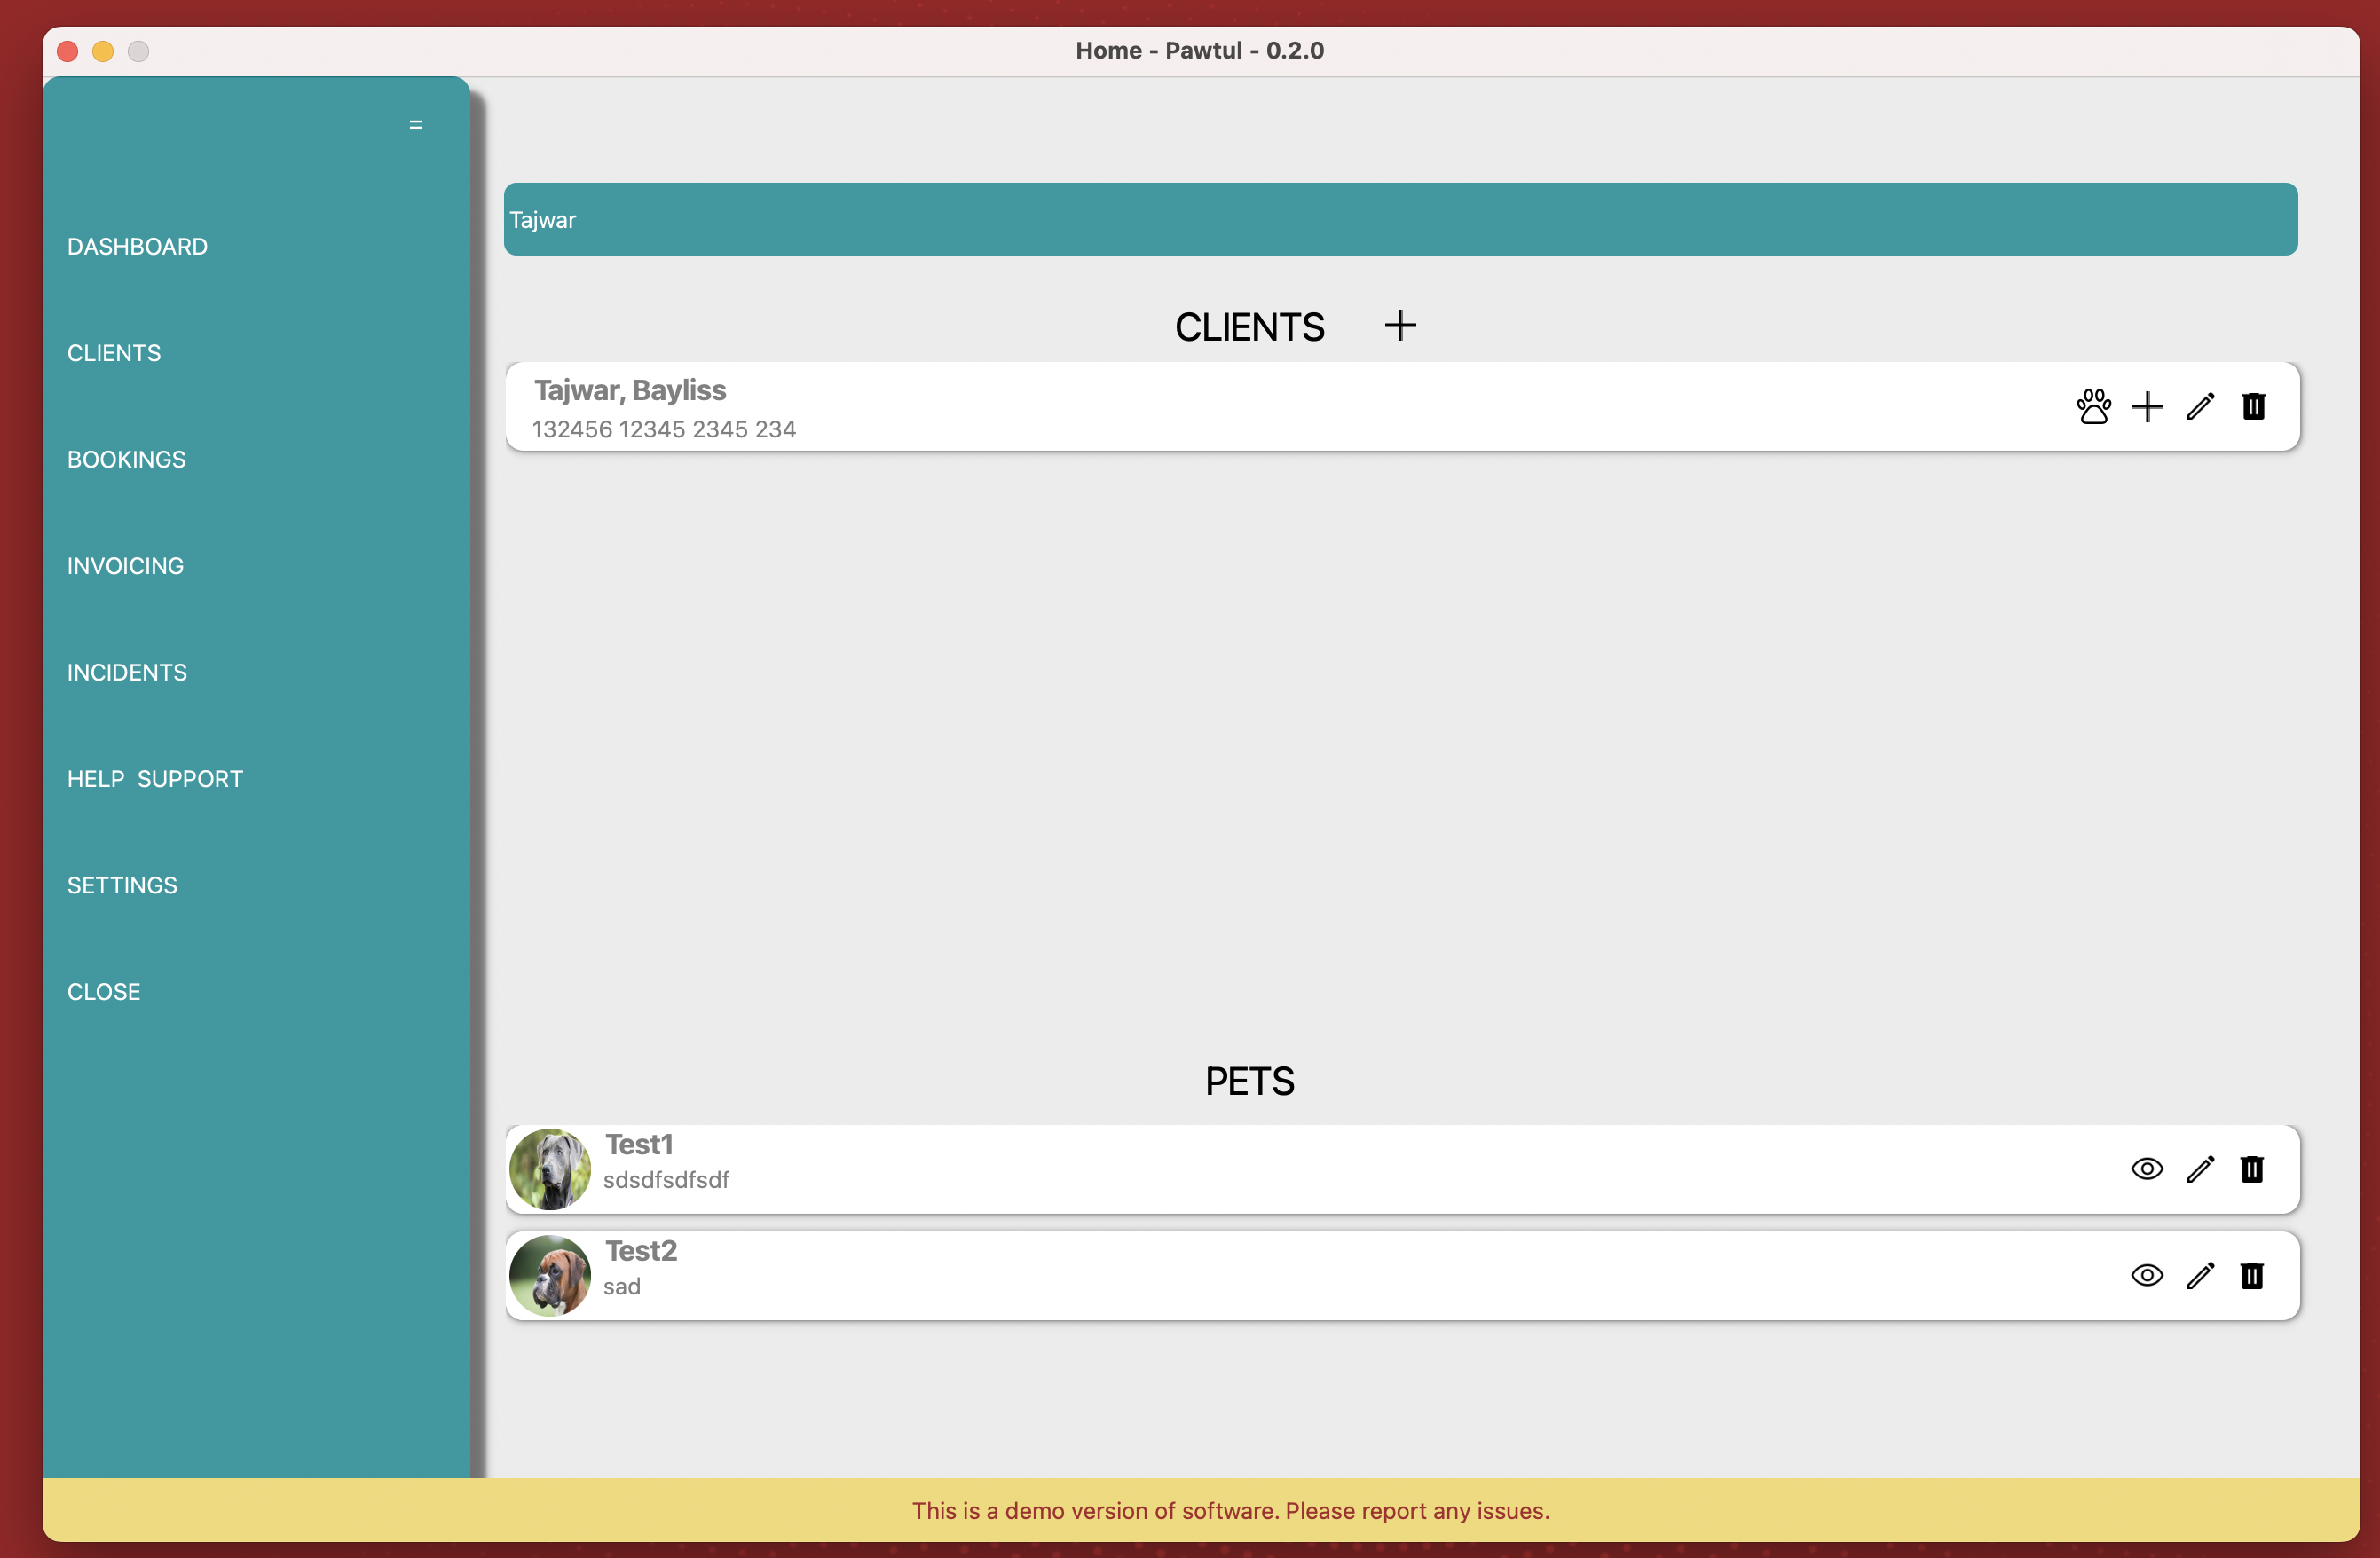 Home - Pawtul - 0.2.0
=
DASHBOARD
CLIENTS
BOOKINGS
INVOICING
INCIDENTS
HELP  SUPPORT
SETTINGS
CLOSE
Tajwar
CLIENTS +
Tajwar, Bayliss
132456 12345 2345 234
PETS
Test1
sdsdfsdfsdf
Test2
sad
This is a demo version of software. Please report any issues.